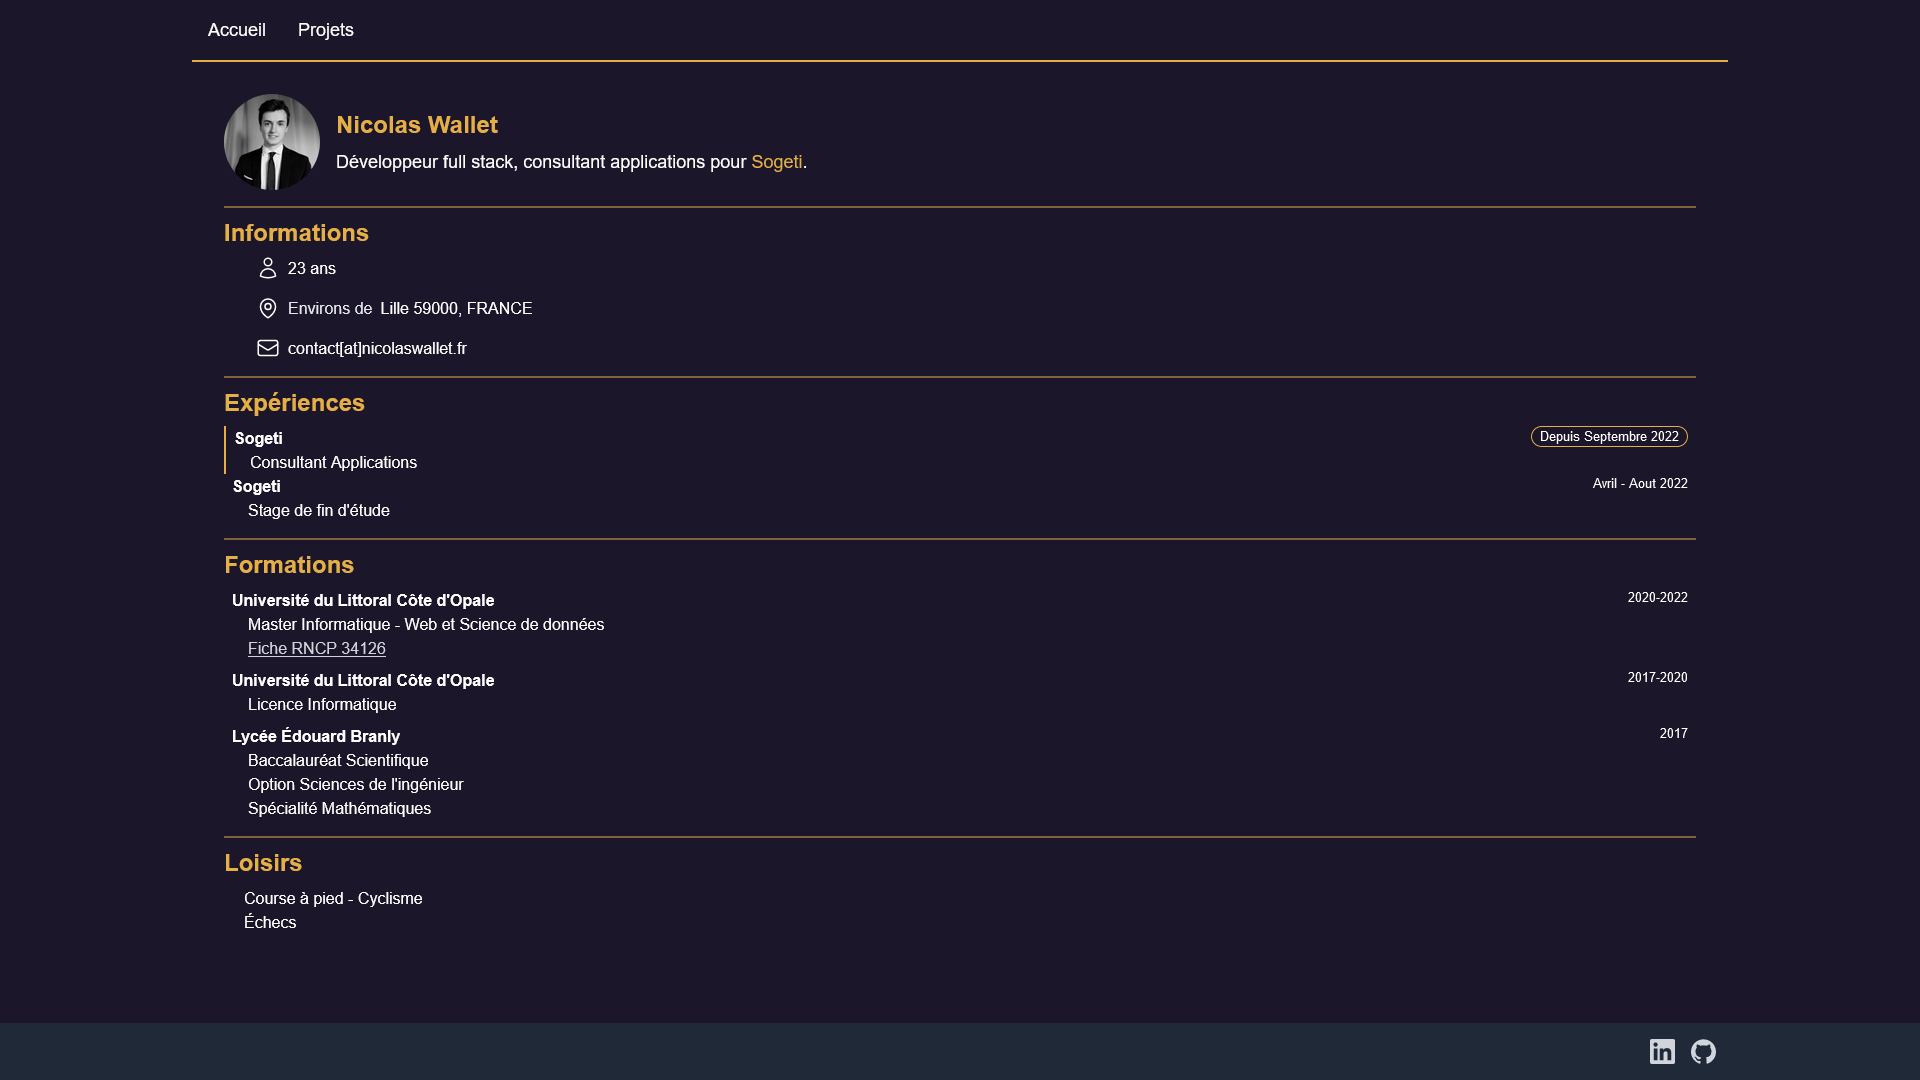 Accueil Projets
Nicolas Wallet
Développeur full stack, consultant applications pour Sogeti.
Informations
23 ans
Environs de Lille 59000, FRANCE
contact[at]nicolaswallet.fr
Expériences
Sogeti Depuis Septembre 2022
Consultant Applications
Sogeti Avril - Aout 2022
Stage de fin d'étude
Formations
Université du Littoral Côte d'Opale 2020-2022
Master Informatique - Web et Science de données
Fiche RNCP 34126
Université du Littoral Côte d'Opale 2017-2020
Licence Informatique
Lycée Édouard Branly 2017
Baccalauréat Scientifique
Option Sciences de l'ingénieur
Spécialité Mathématiques
Loisirs
Course à pied - Cyclisme
Échecs